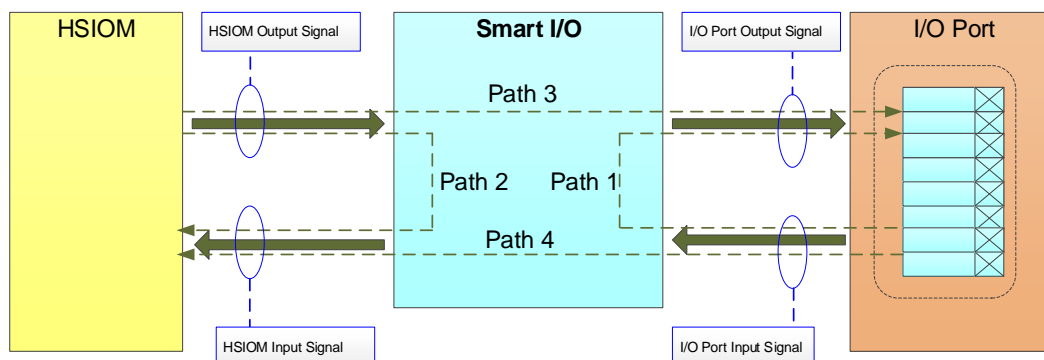 HSIOM
HSIOM Output Signal
Smart I/O
I/O Port Output Signal
I/O Port
Path 3
Path 2
Path 1
Path 4
HSIOM Input Signal
I/O Port Input Signal